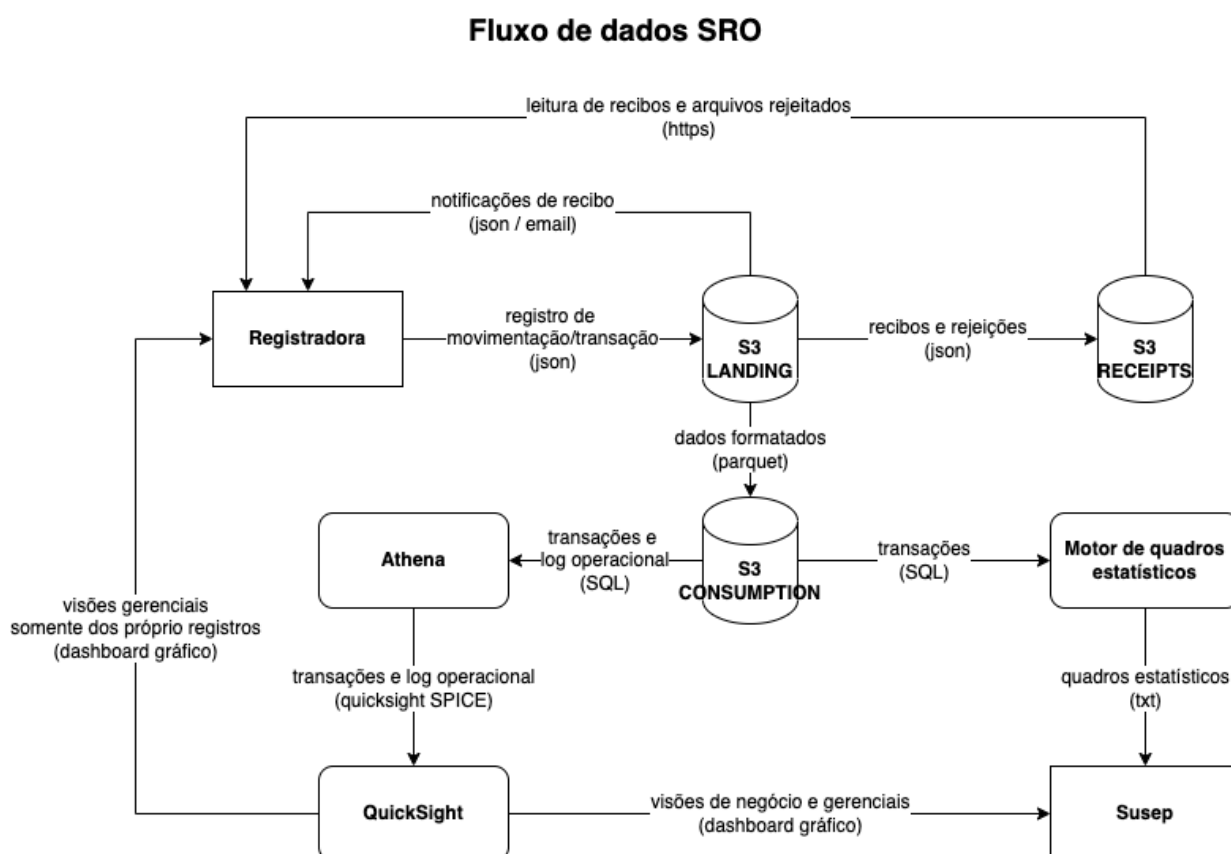 Fluxo de dados SRO
leitura de recibos e arquivos rejeitados
(https)
notificações de recibo
(json / email)
Registradora
registro de
movimentação/transação
(json)
S3
LANDING
recibos e rejeições
(json)
S3
RECEIPTS
dados formatados
(parquet)
Athena
transações e
log operacional
(SQL)
S3
CONSUMPTION
transações
(SQL)
Motor de quadros
estatísticos
visões gerenciais
somente dos próprio registros
(dashboard gráfico)
transações e log operacional
(quicksight SPICE)
quadros estatísticos
(txt)
QuickSight
visões de negócio e gerenciais
(dashboard gráfico)
Susep